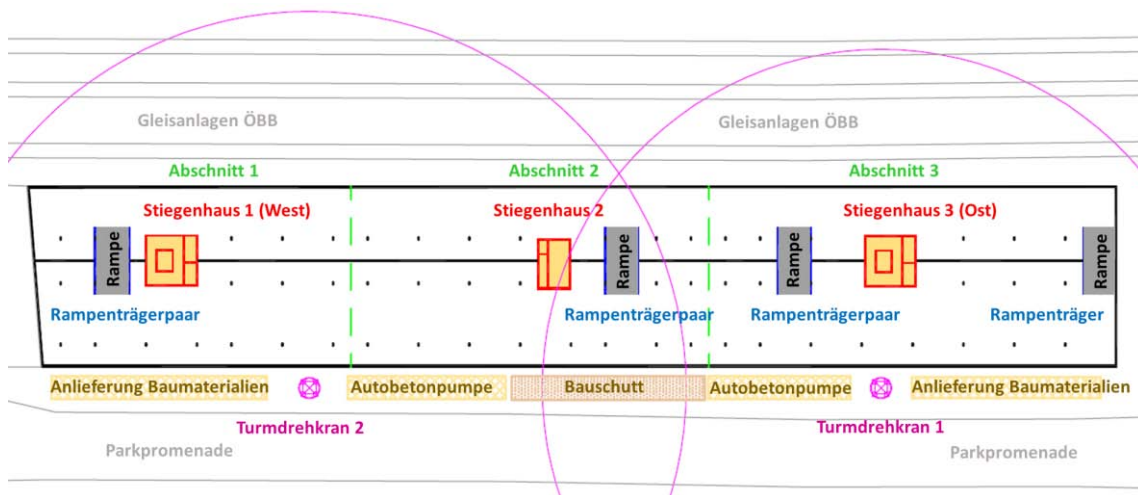 Gleisanlagen ÖBB
Gleisanlagen ÖBB
Abschnitt 1
Abschnitt 2
Abschnitt 3
Stiegenhaus 1 (West)
Stiegenhaus 2
Stiegenhaus 3 (Ost)
Rampe
Rampe
Rampe
Rampe
Rampenträgerpaar
Rampenträgerpaar
Rampenträgerpaar
Rampenträger
Anlieferung Baumaterialien
Autobetonpumpe
Bauschutt
Autobetonpumpe
Anlieferung Baumaterialien
Turmdrehkran 2
Turmdrehkran 1
Parkpromenade
Parkpromenade